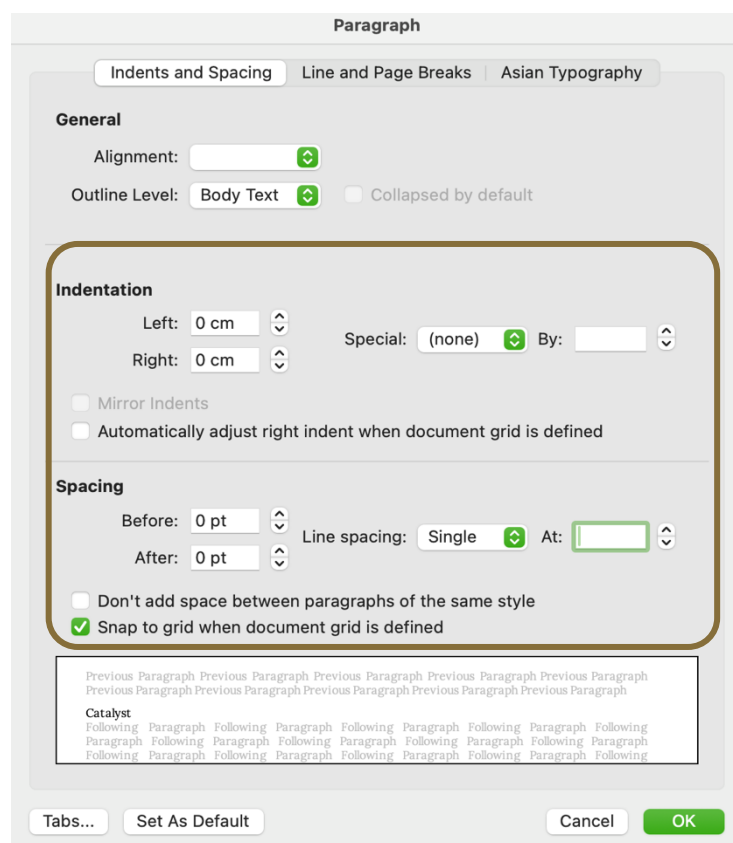 Paragraph
Indents and Spacing Line and Page Breaks Asian Typography
General
Alignment:
Outline Level: Body Text Collapsed by default
Indentation
Left: 0 cm
Special: (none) By:
Right: 0 cm
Mirror Indents
Automatically adjust right indent when document grid is defined
Spacing
Before: 0 pt
Line spacing: Single At:
After: 0 pt
Don't add space between paragraphs of the same style
Snap to grid when document grid is defined
Previous Paragraph Previous Paragraph Previous Paragraph Previous Paragraph Previous Paragraph
Previous Paragraph Previous Paragraph Previous Paragraph Previous Paragraph Previous Paragraph
Catalyst
Following Paragraph Following Paragraph Following Paragraph Following Paragraph Following
Paragraph Following Paragraph Following Paragraph Following Paragraph Following Paragraph
Following Paragraph Following Paragraph Following Paragraph Following Paragraph Following
Tabs... Set As Default Cancel OK